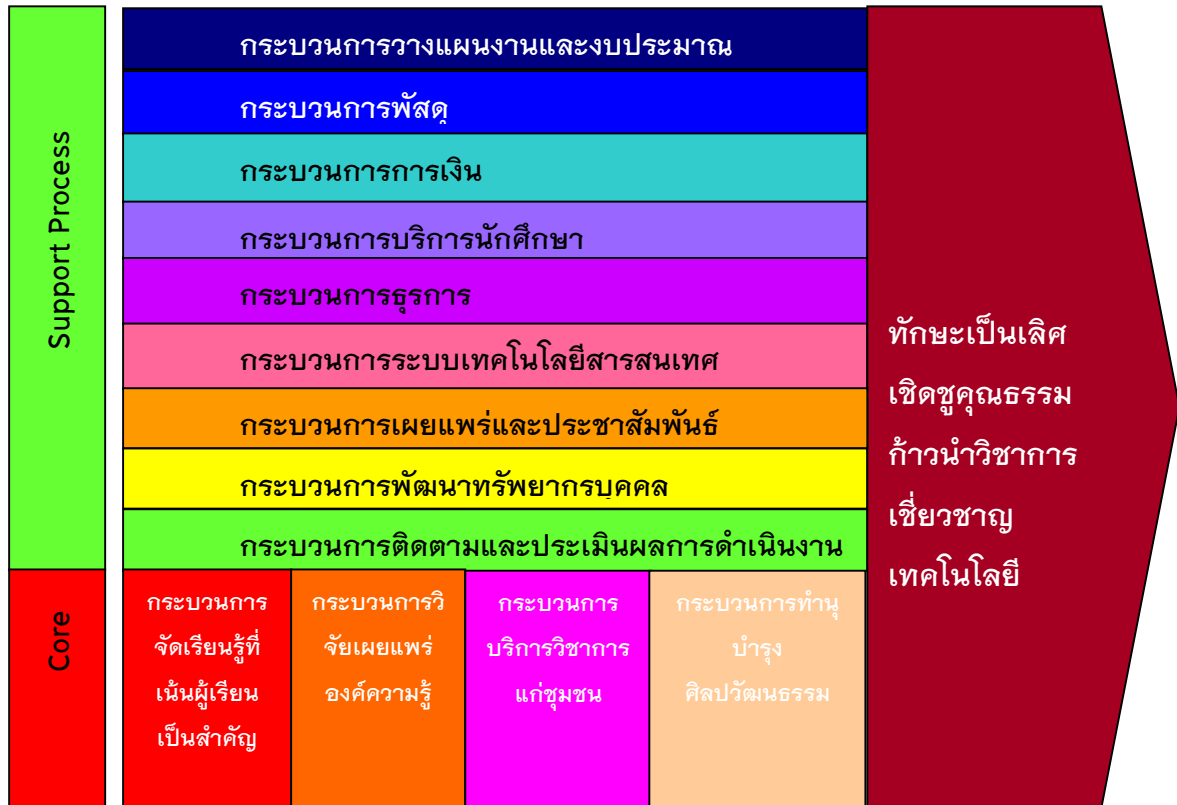 Support Process
กระบวนการวางแผนงานและงบประมาณ
กระบวนการพัสดุ
กระบวนการการเงิน
กระบวนการบริการนักศึกษา
กระบวนการธุรการ
กระบวนการระบบเทคโนโลยีสารสนเทศ
กระบวนการเผยแพร่และประชาสัมพันธ์
กระบวนการพัฒนาทรัพยากรบุคคล
กระบวนการติดตามและประเมินผลการดำเนินงาน
Core
กระบวนการ
จัดเรียนรู้ที่
เน้นผู้เรียน
เป็นสำคัญ
กระบวนการวิ
จัยเผยแพร่
องค์ความรู้
กระบวนการ
บริการวิชาการ
แก่ชุมชน
กระบวนการทำนุ
บำรุง
ศิลปวัฒนธรรม
ทักษะเป็นเลิศ
เชิดชูคุณธรรม
ก้าวนำวิชาการ
เชี่ยวชาญ
เทคโนโลยี